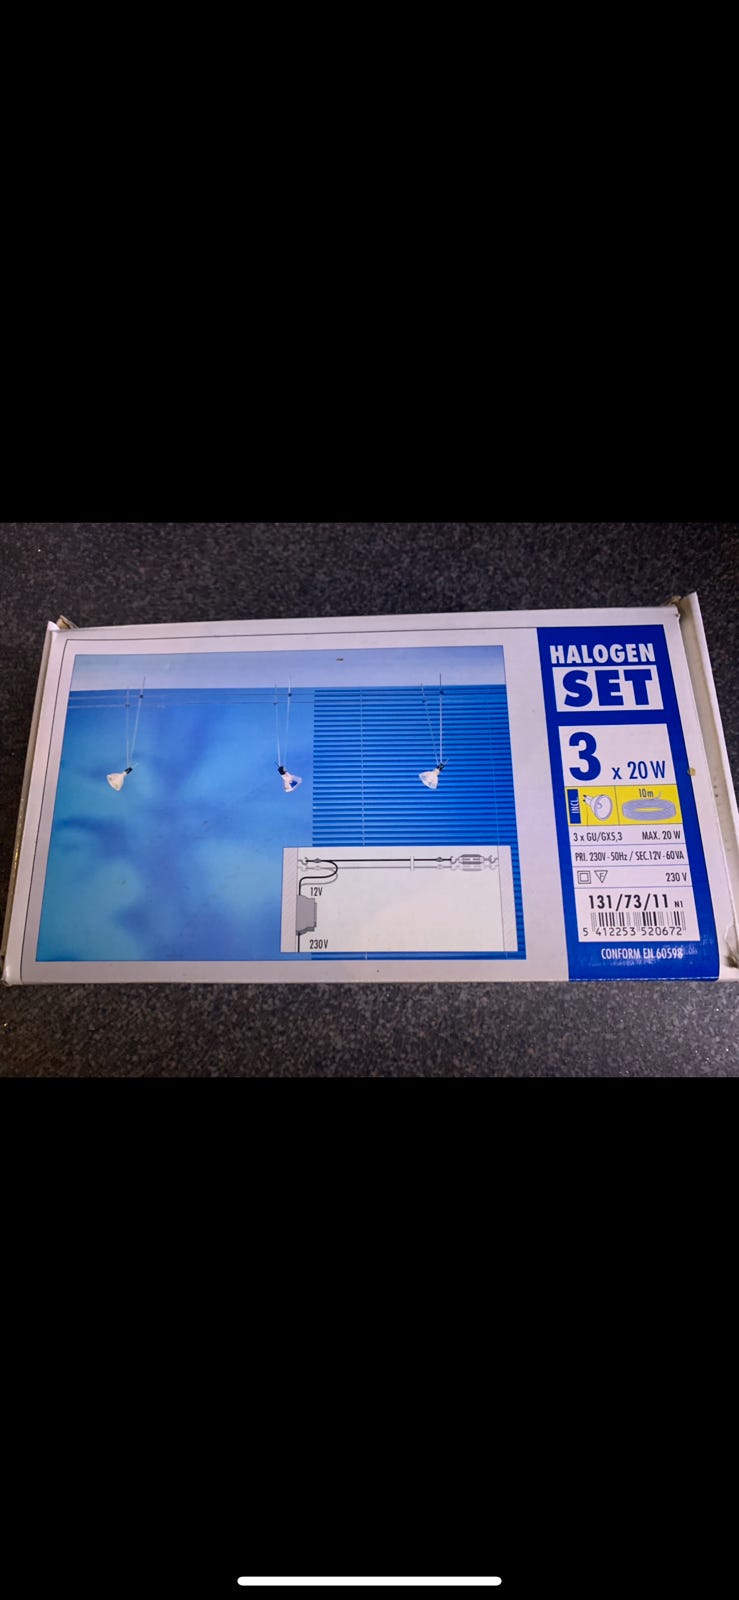 HALOGEN
SET
3 x 20 W
INCL.
10m
3 x GU/GX5,3 MAX. 20 W
PRI. 230V - 50Hz / SEC.12V - 60VA
F
230 V
131/73/11 N1
5 412253 520672
CONFORM EN 60598
12V
230V